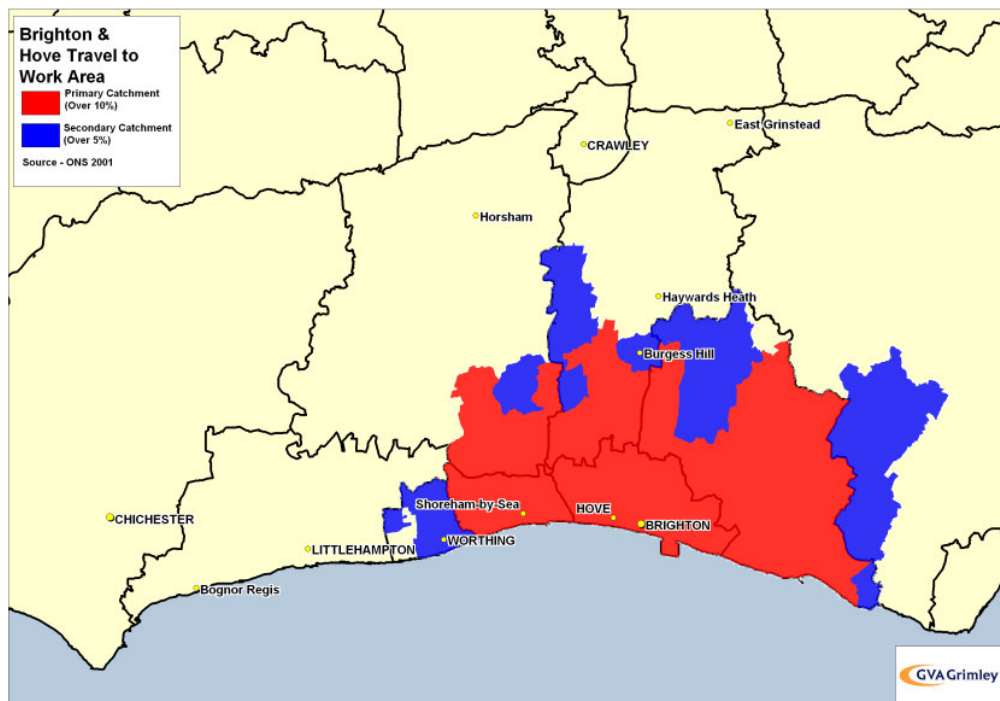 Brighton &
Hove Travel to
Work Area
Primary Catchment
(Over 10%)
Secondary Catchment
(Over 5%)
Source - ONS 2001
East Grinstead
CRAWLEY
Horsham
Haywards Heath
Burgess Hill
Shoreham-by-Sea
HOVE
CHICHESTER
BRIGHTON
WORTHING
LITTLEHAMPTON
Bognor Regis
GVA Grimley